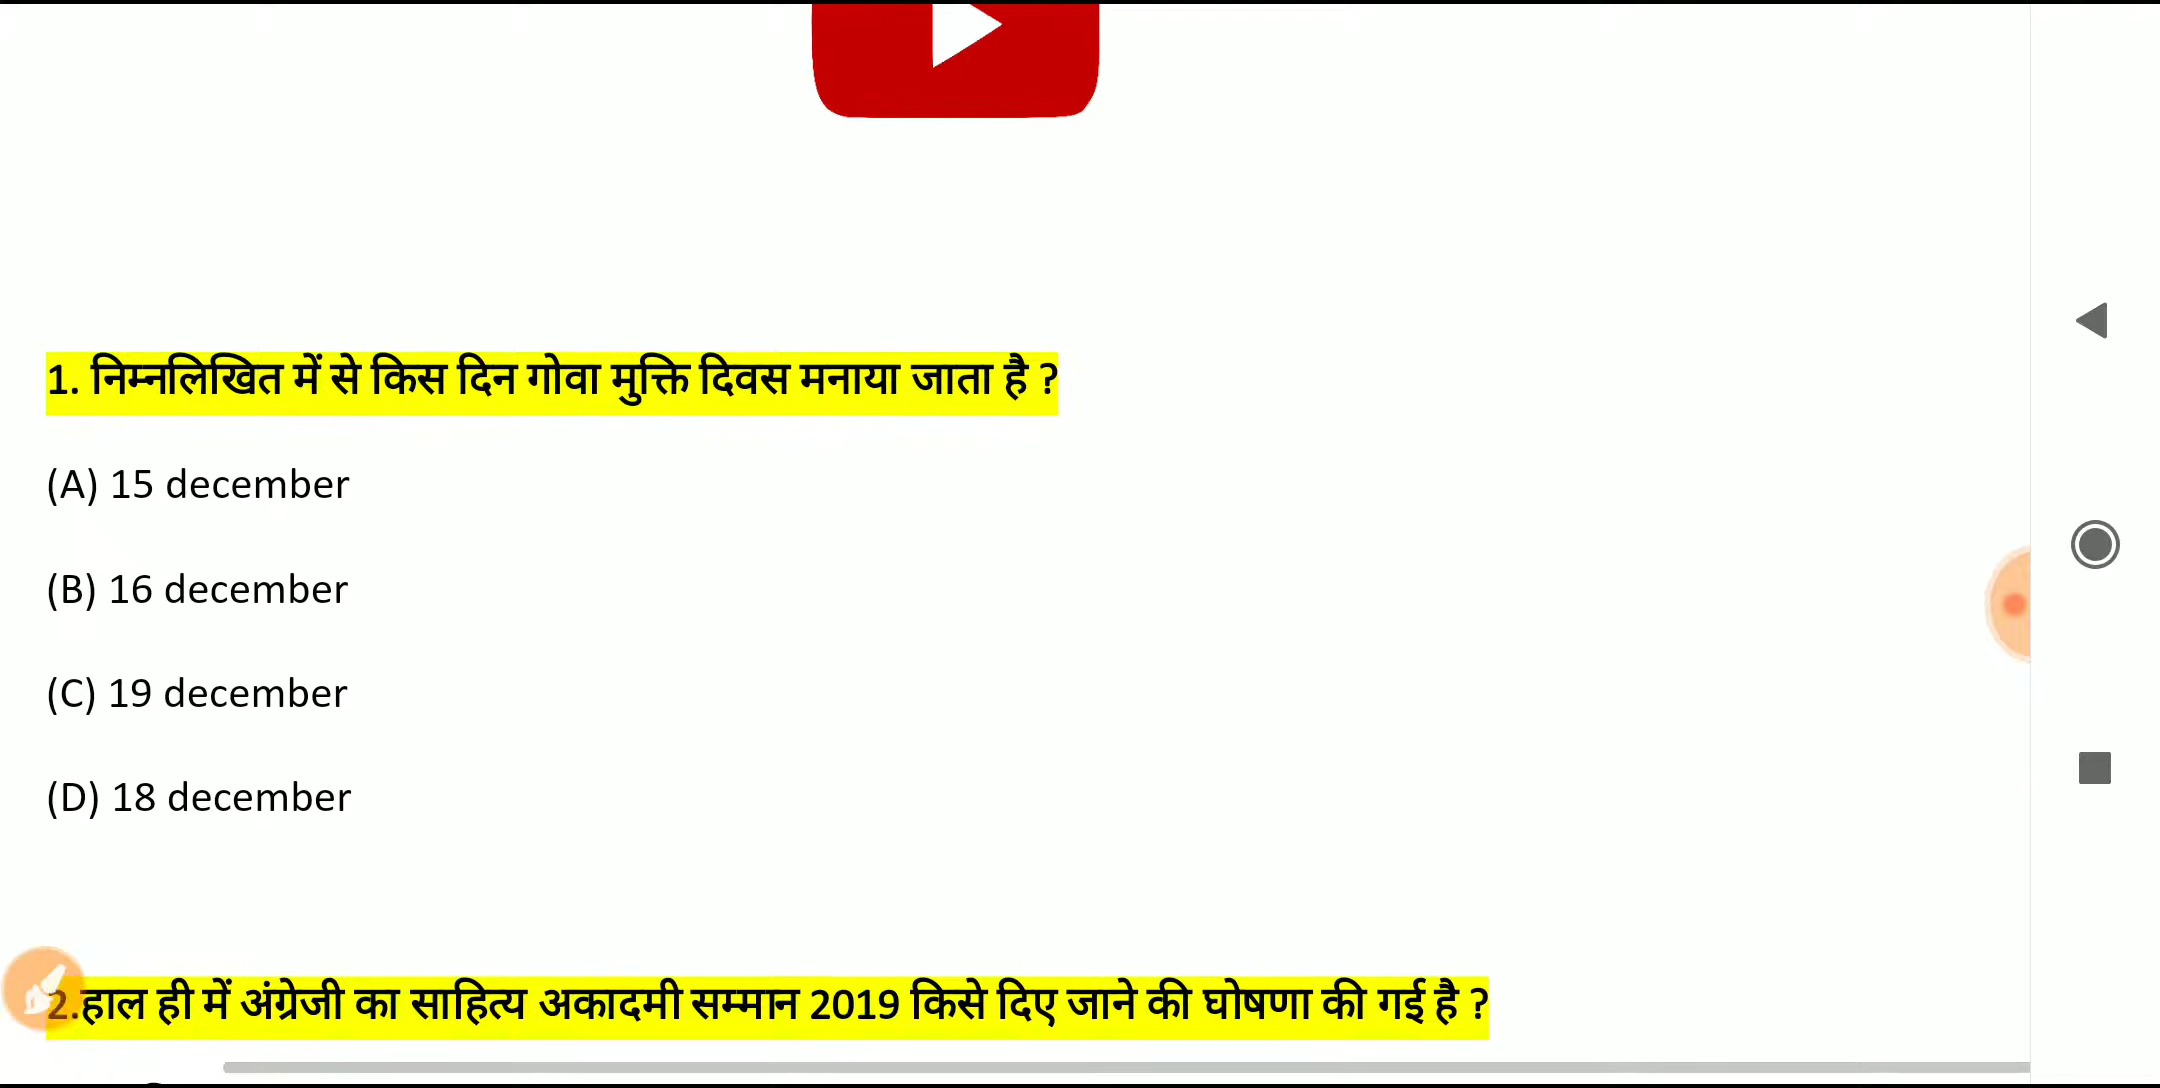 1. निम्नलिखित में से किस दिन गोवा मुक्ति दिवस मनाया जाता है ?
(A) 15 december
(B) 16 december
(C) 19 december
(D) 18 december
2.हाल ही में अंग्रेजी का साहित्य अकादमी सम्मान 2019 किसे दिए जाने की घोषणा की गई है ?